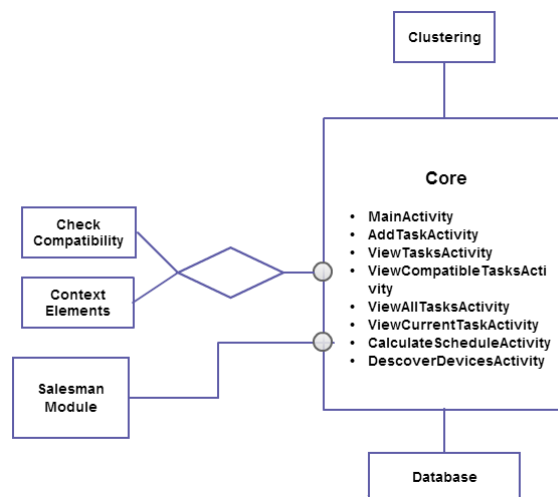 Clustering
Core
• MainActivity
• AddTaskActivity
• ViewTasksActivity
• ViewCompatibleTasksActi
vity
• ViewAllTasksActivity
• ViewCurrentTaskActivity
• CalculateScheduleActivity
• DescoverDevicesActivity
Check
Compatibility
Context
Elements
Salesman
Module
Database